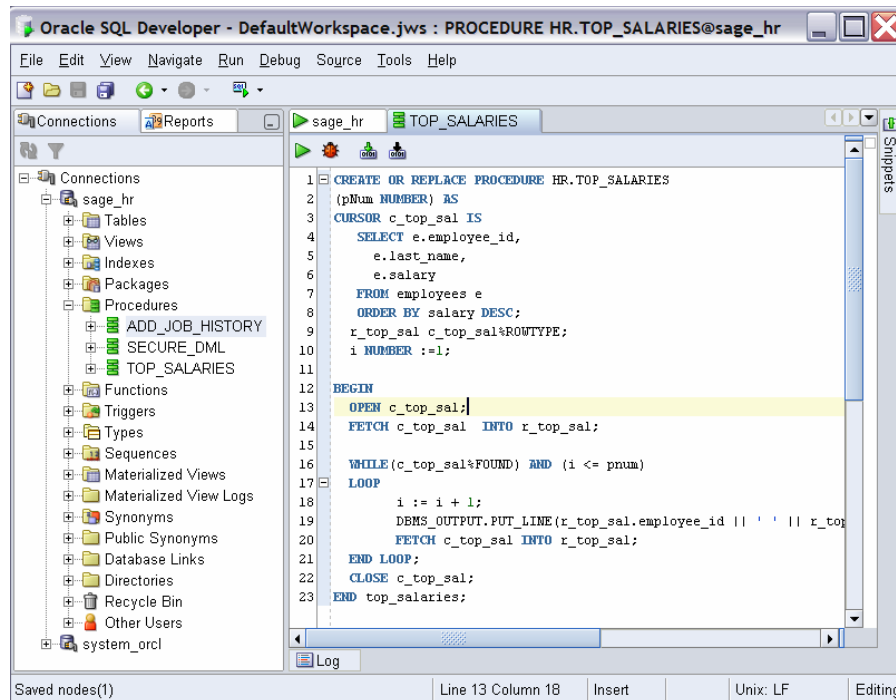 Oracle SQL Developer - DefaultWorkspace.jws : PROCEDURE HR.TOP_SALARIES@sage_hr
File Edit View Navigate Run Debug Source Tools Help
Connections
Reports
Connections
sage_hr
Tables
Views
Indexes
Packages
Procedures
ADD_JOB_HISTORY
SECURE_DML
TOP_SALARIES
Functions
Triggers
Types
Sequences
Materialized Views
Materialized View Logs
Synonyms
Public Synonyms
Database Links
Directories
Recycle Bin
Other Users
system_orcl
sage_hr
TOP_SALARIES
1 CREATE OR REPLACE PROCEDURE HR.TOP_SALARIES
2 (pNum NUMBER) AS
3 CURSOR c_top_sal IS
4 SELECT e.employee_id,
5 e.last_name,
6 e.salary
7 FROM employees e
8 ORDER BY salary DESC;
9 r_top_sal c_top_sal%ROWTYPE;
10 i NUMBER :=1;
11
12 BEGIN
13 OPEN c_top_sal;
14 FETCH c_top_sal INTO r_top_sal;
15
16 WHILE(c_top_sal%FOUND) AND (i <= pnum)
17 LOOP
18 i := i + 1;
19 DBMS_OUTPUT.PUT_LINE(r_top_sal.employee_id || ' ' || r_top
20 FETCH c_top_sal INTO r_top_sal;
21 END LOOP;
22 CLOSE c_top_sal;
23 END top_salaries;
Snippets
Log
Saved nodes(1)
Line 13 Column 18
Insert
Unix: LF
Editing